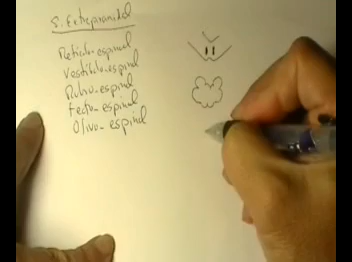 S. Extrapiramidal
Retículo-espinal
Vestíbulo-espinal
Rubro-espinal
Tecto-espinal
Olivo-espinal